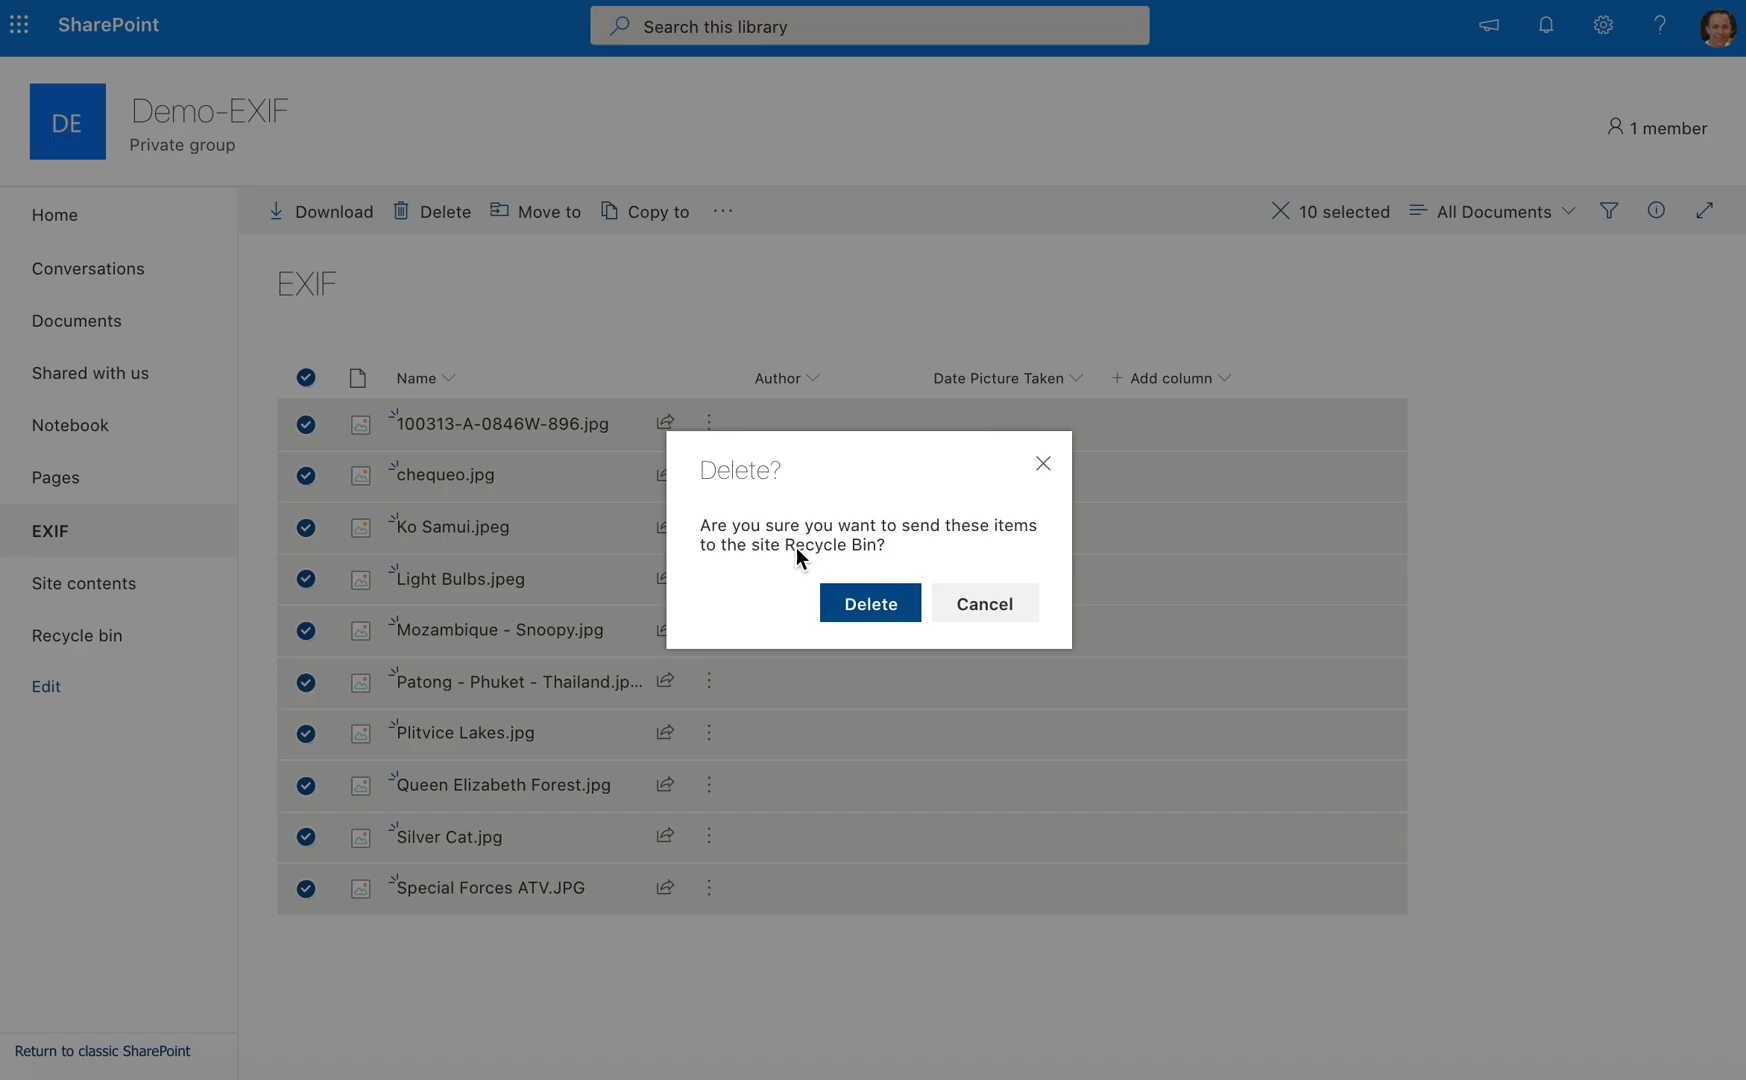 SharePoint
Search this library
DE
Demo-EXIF
Private group
1 member
Home
Conversations
Documents
Shared with us
Notebook
Pages
EXIF
Site contents
Recycle bin
Edit
Return to classic SharePoint
Download Delete Move to Copy to ··· 10 selected All Documents
EXIF
Name Author Date Picture Taken + Add column
100313-A-0846W-896.jpg
chequeo.jpg
Ko Samui.jpeg
Light Bulbs.jpeg
Mozambique - Snoopy.jpg
Patong - Phuket - Thailand.jp...
Plitvice Lakes.jpg
Queen Elizabeth Forest.jpg
Silver Cat.jpg
Special Forces ATV.JPG
Delete?
Are you sure you want to send these items
to the site Recycle Bin?
Delete Cancel